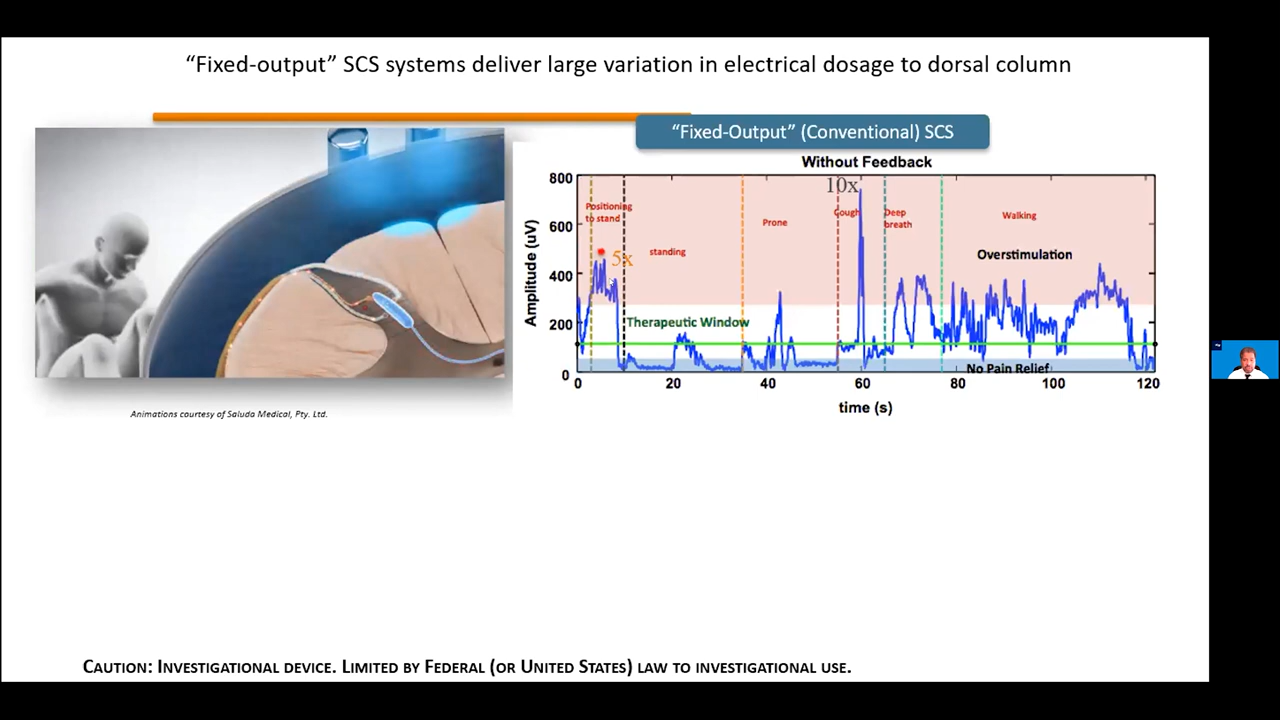 “Fixed-output” SCS systems deliver large variation in electrical dosage to dorsal column
“Fixed-Output” (Conventional) SCS
Without Feedback
10x
Positioning
to stand
5x
standing
Prone
Cough
Deep
breath
Walking
Overstimulation
Therapeutic Window
No Pain Relief
Amplitude (uV)
800
600
400
200
0
0 20 40 60 80 100 120
time (s)
Animations courtesy of Saluda Medical, Pty. Ltd.
CAUTION: INVESTIGATIONAL DEVICE. LIMITED BY FEDERAL (OR UNITED STATES) LAW TO INVESTIGATIONAL USE.